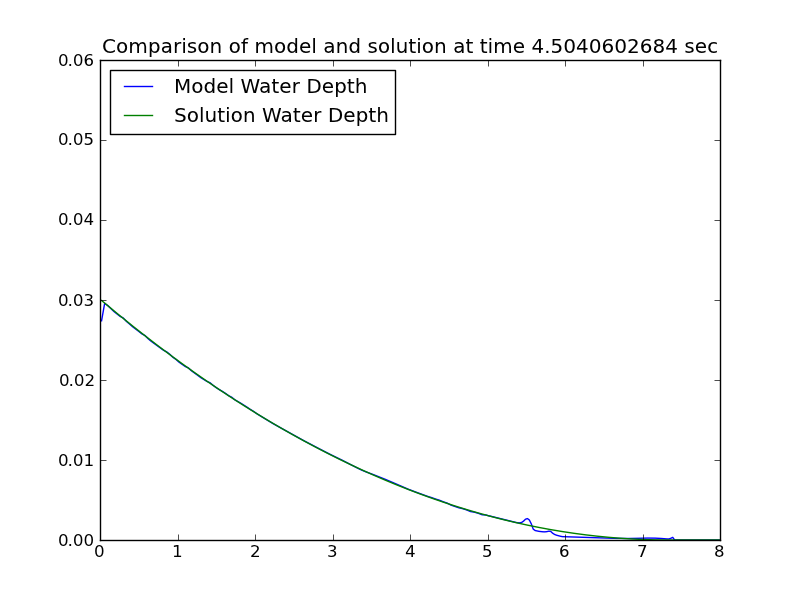 Comparison of model and solution at time 4.5040602684 sec
0.06
Model Water Depth
Solution Water Depth
0.05
0.04
0.03
0.02
0.01
0.00
0 1 2 3 4 5 6 7 8